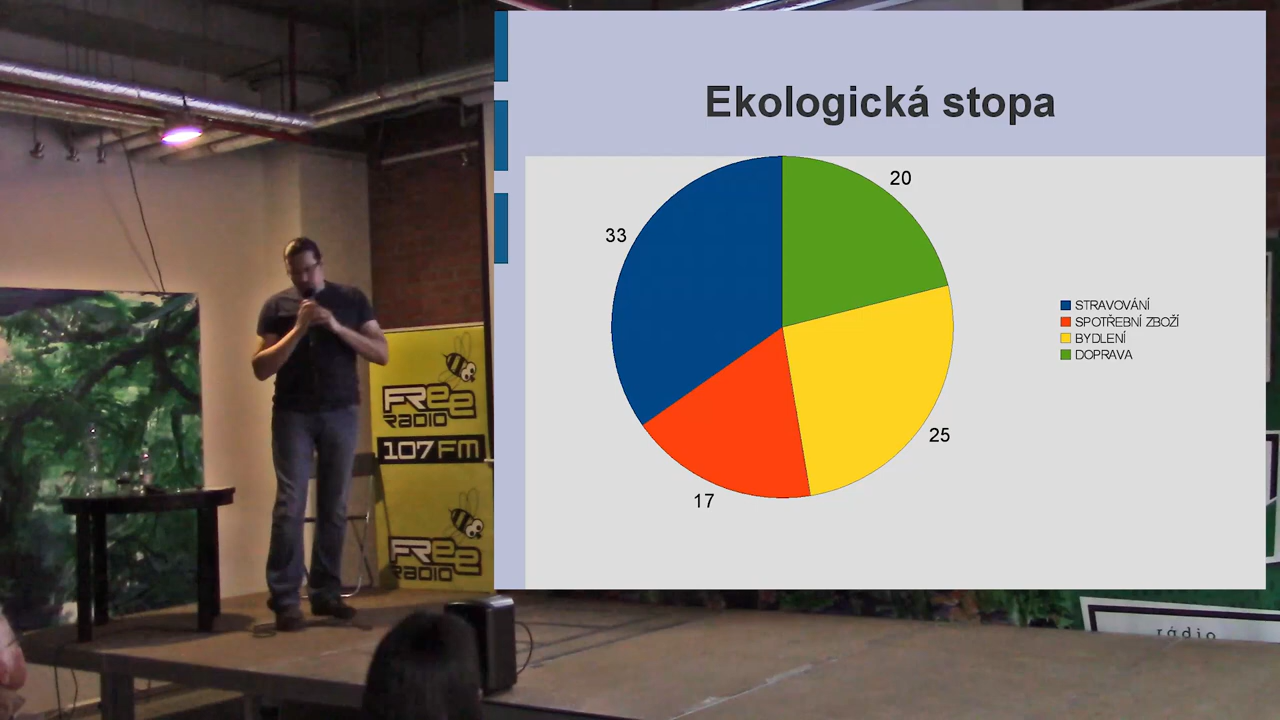 Ekologická stopa
20
33
25
17
STRAVOVÁNÍ
SPOTŘEBNÍ ZBOŽÍ
BYDLENÍ
DOPRAVA
FREE
RADIO
107 FM
FREE
RADIO
rádio